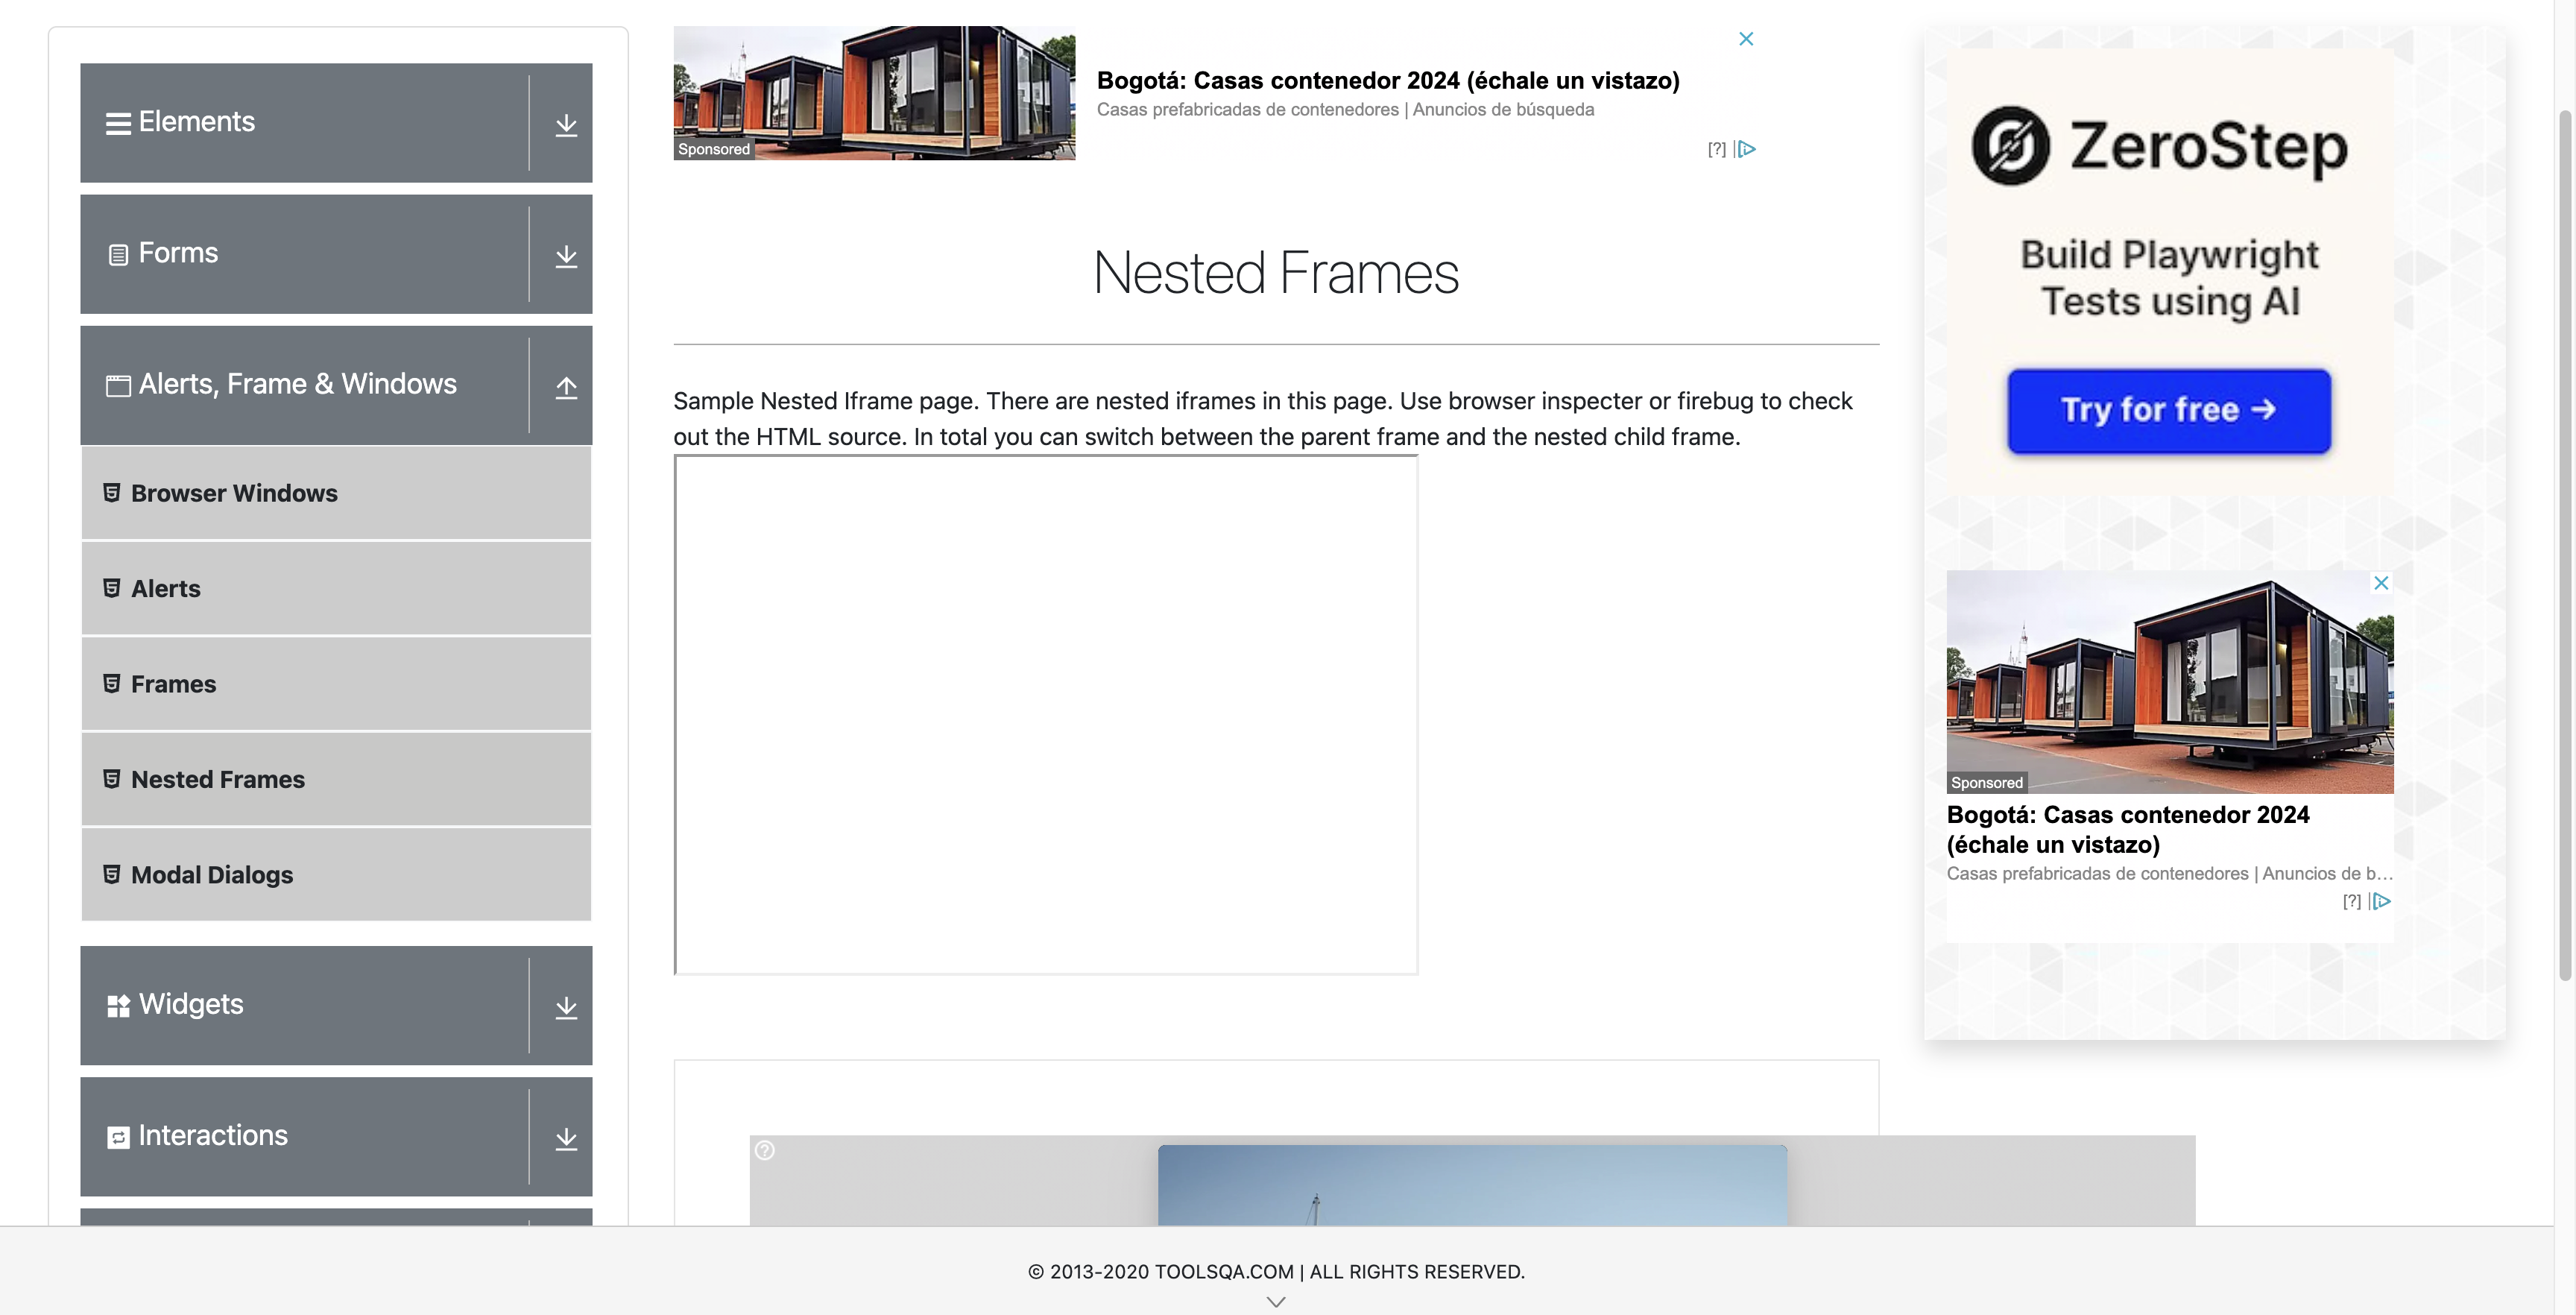 Elements
Forms
Alerts, Frame & Windows
Browser Windows
Alerts
Frames
Nested Frames
Modal Dialogs
Widgets
Interactions
Sponsored
Bogotá: Casas contenedor 2024 (échale un vistazo)
Casas prefabricadas de contenedores | Anuncios de búsqueda
[?]
Nested Frames
Sample Nested Iframe page. There are nested iframes in this page. Use browser inspecter or firebug to check
out the HTML source. In total you can switch between the parent frame and the nested child frame.
ZeroStep
Build Playwright
Tests using AI
Try for free →
Sponsored
Bogotá: Casas contenedor 2024
(échale un vistazo)
Casas prefabricadas de contenedores | Anuncios de b...
[?]
© 2013-2020 TOOLSQA.COM | ALL RIGHTS RESERVED.